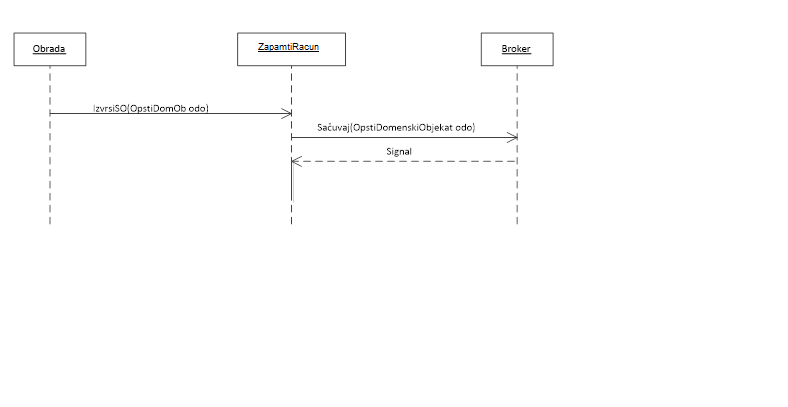 Obrada
ZapamtiRacun
Broker
IzvrsiSO(OpstiDomOb odo)
Sačuvaj(OpstiDomenskiObjekat odo)
Signal